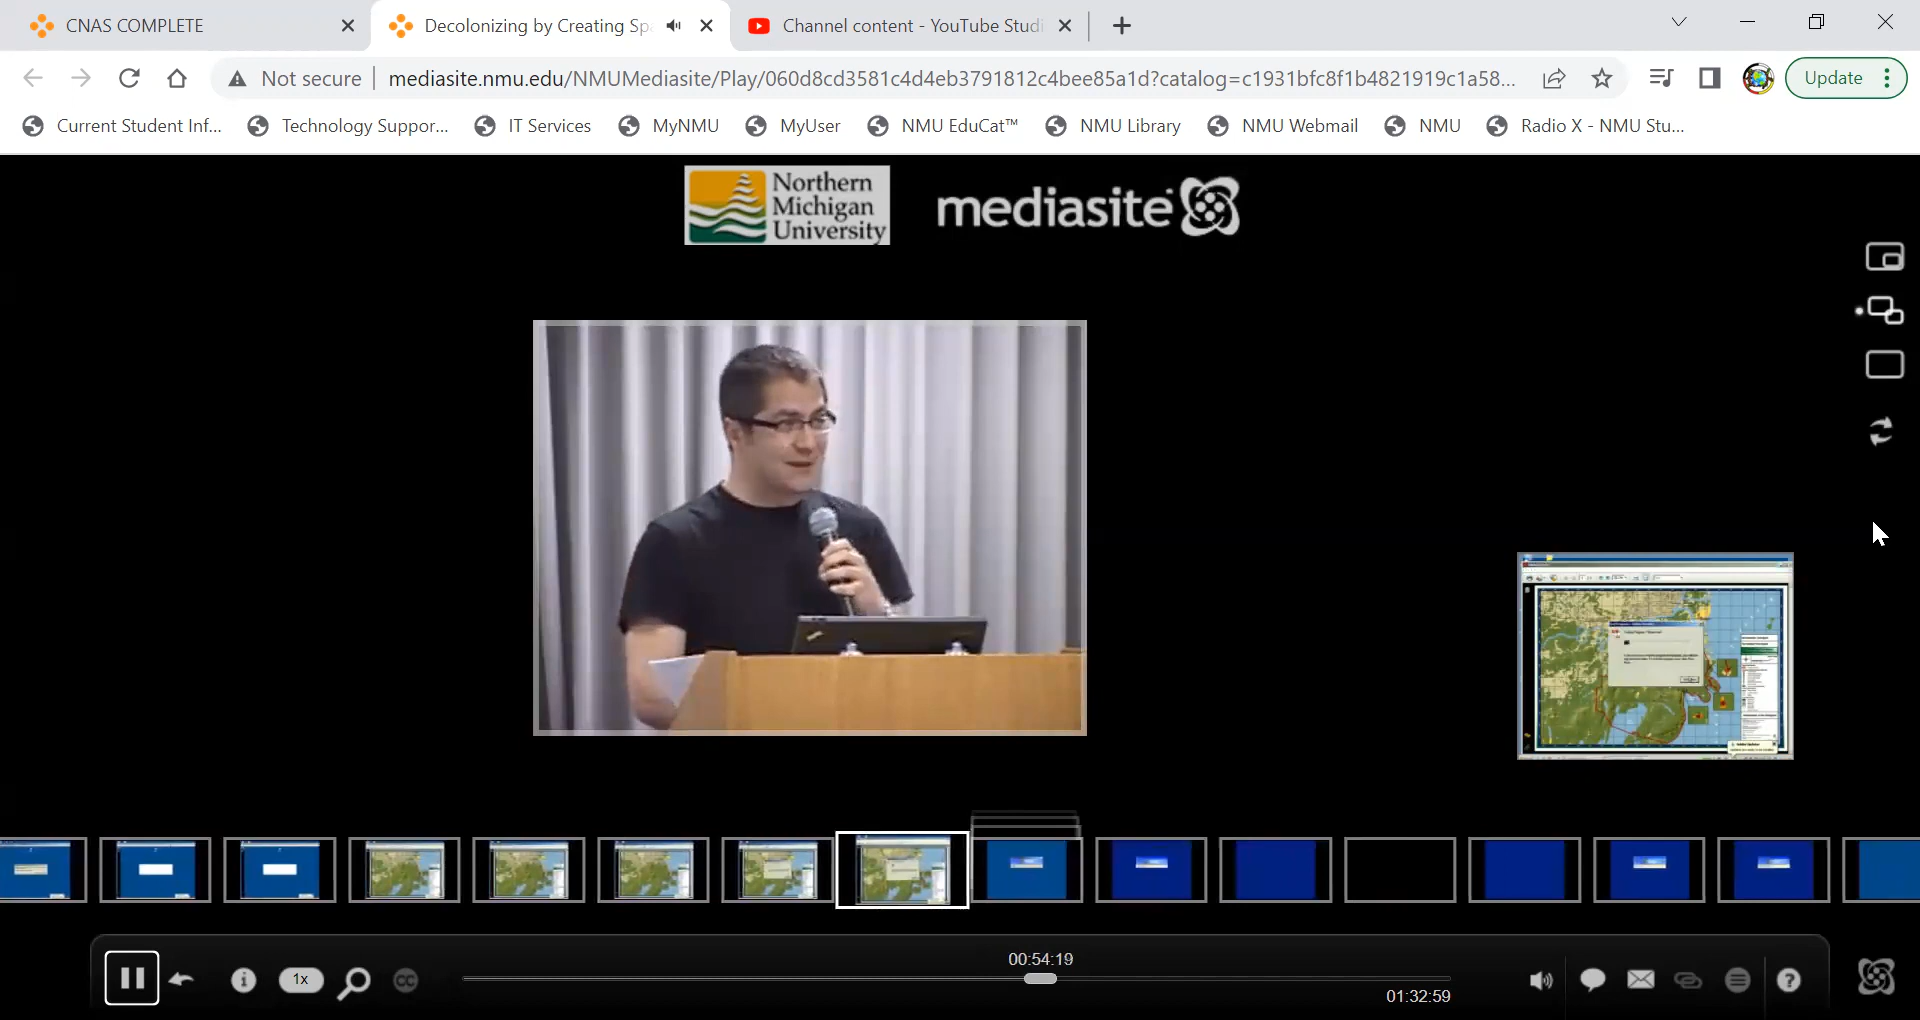 CNAS COMPLETE
Decolonizing by Creating Sp
Channel content - YouTube Studi
Not secure
mediasite.nmu.edu/NMUMediasite/Play/060d8cd3581c4d4eb3791812c4bee85a1d?catalog=c1931bfc8f1b4821919c1a58...
Update
Current Student Inf...
Technology Suppor...
IT Services
MyNMU
MyUser
NMU EduCat™
NMU Library
NMU Webmail
NMU
Radio X - NMU Stu...
Northern
Michigan
University
mediasite
00:54:19
1x
CC
01:32:59